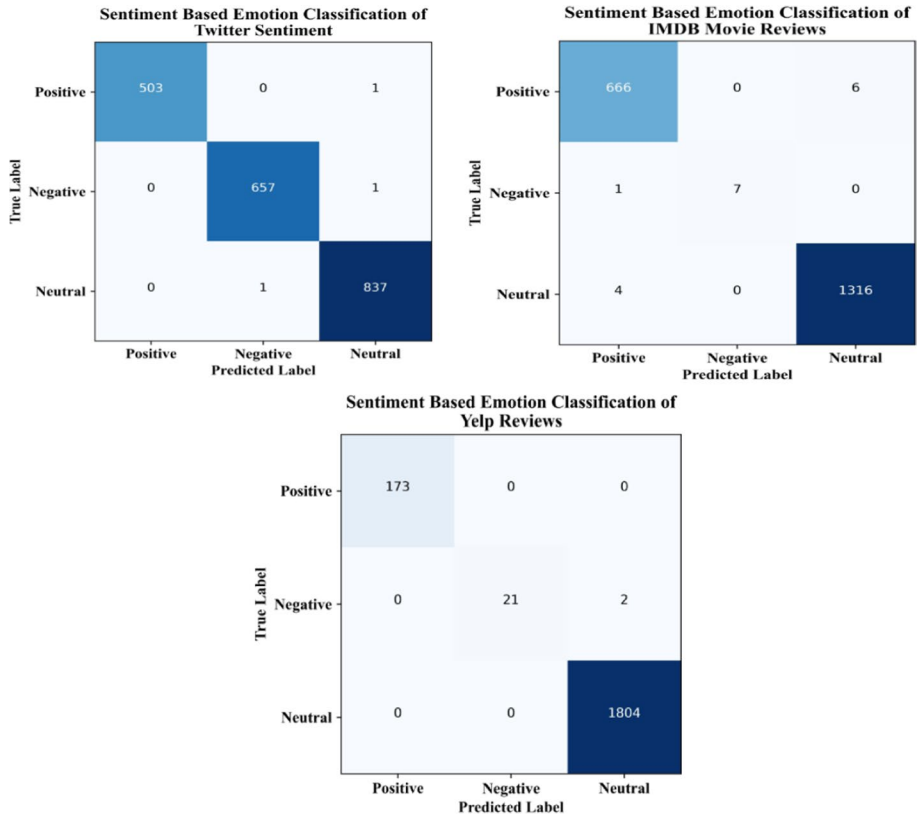 Sentiment Based Emotion Classification of
Twitter Sentiment
Positive
503
0
1
Negative
0
657
1
Neutral
0
1
837
True Label
Positive
Negative
Neutral
Predicted Label
Sentiment Based Emotion Classification of
IMDB Movie Reviews
Positive
666
0
6
Negative
1
7
0
Neutral
4
0
1316
True Label
Positive
Negative
Neutral
Predicted Label
Sentiment Based Emotion Classification of
Yelp Reviews
Positive
173
0
0
Negative
0
21
2
Neutral
0
0
1804
True Label
Positive
Negative
Neutral
Predicted Label